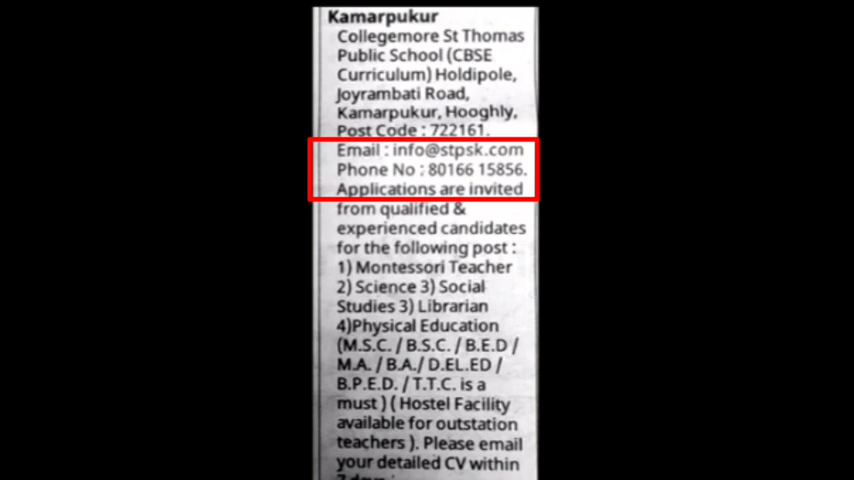 Kamarpukur
Collegemore St Thomas
Public School (CBSE
Curriculum) Holdipole,
Joyrambati Road,
Kamarpukur, Hooghly,
Post Code : 722161.
Email : info@stpsk.com
Phone No : 80166 15856.
Applications are invited
from qualified &
experienced candidates
for the following post :
1) Montessori Teacher
2) Science 3) Social
Studies 3) Librarian
4)Physical Education
(M.S.C. / B.S.C. / B.E.D /
M.A. / B.A./ D.EL.ED /
B.P.E.D. / T.T.C. is a
must ) ( Hostel Facility
available for outstation
teachers ). Please email
your detailed CV within